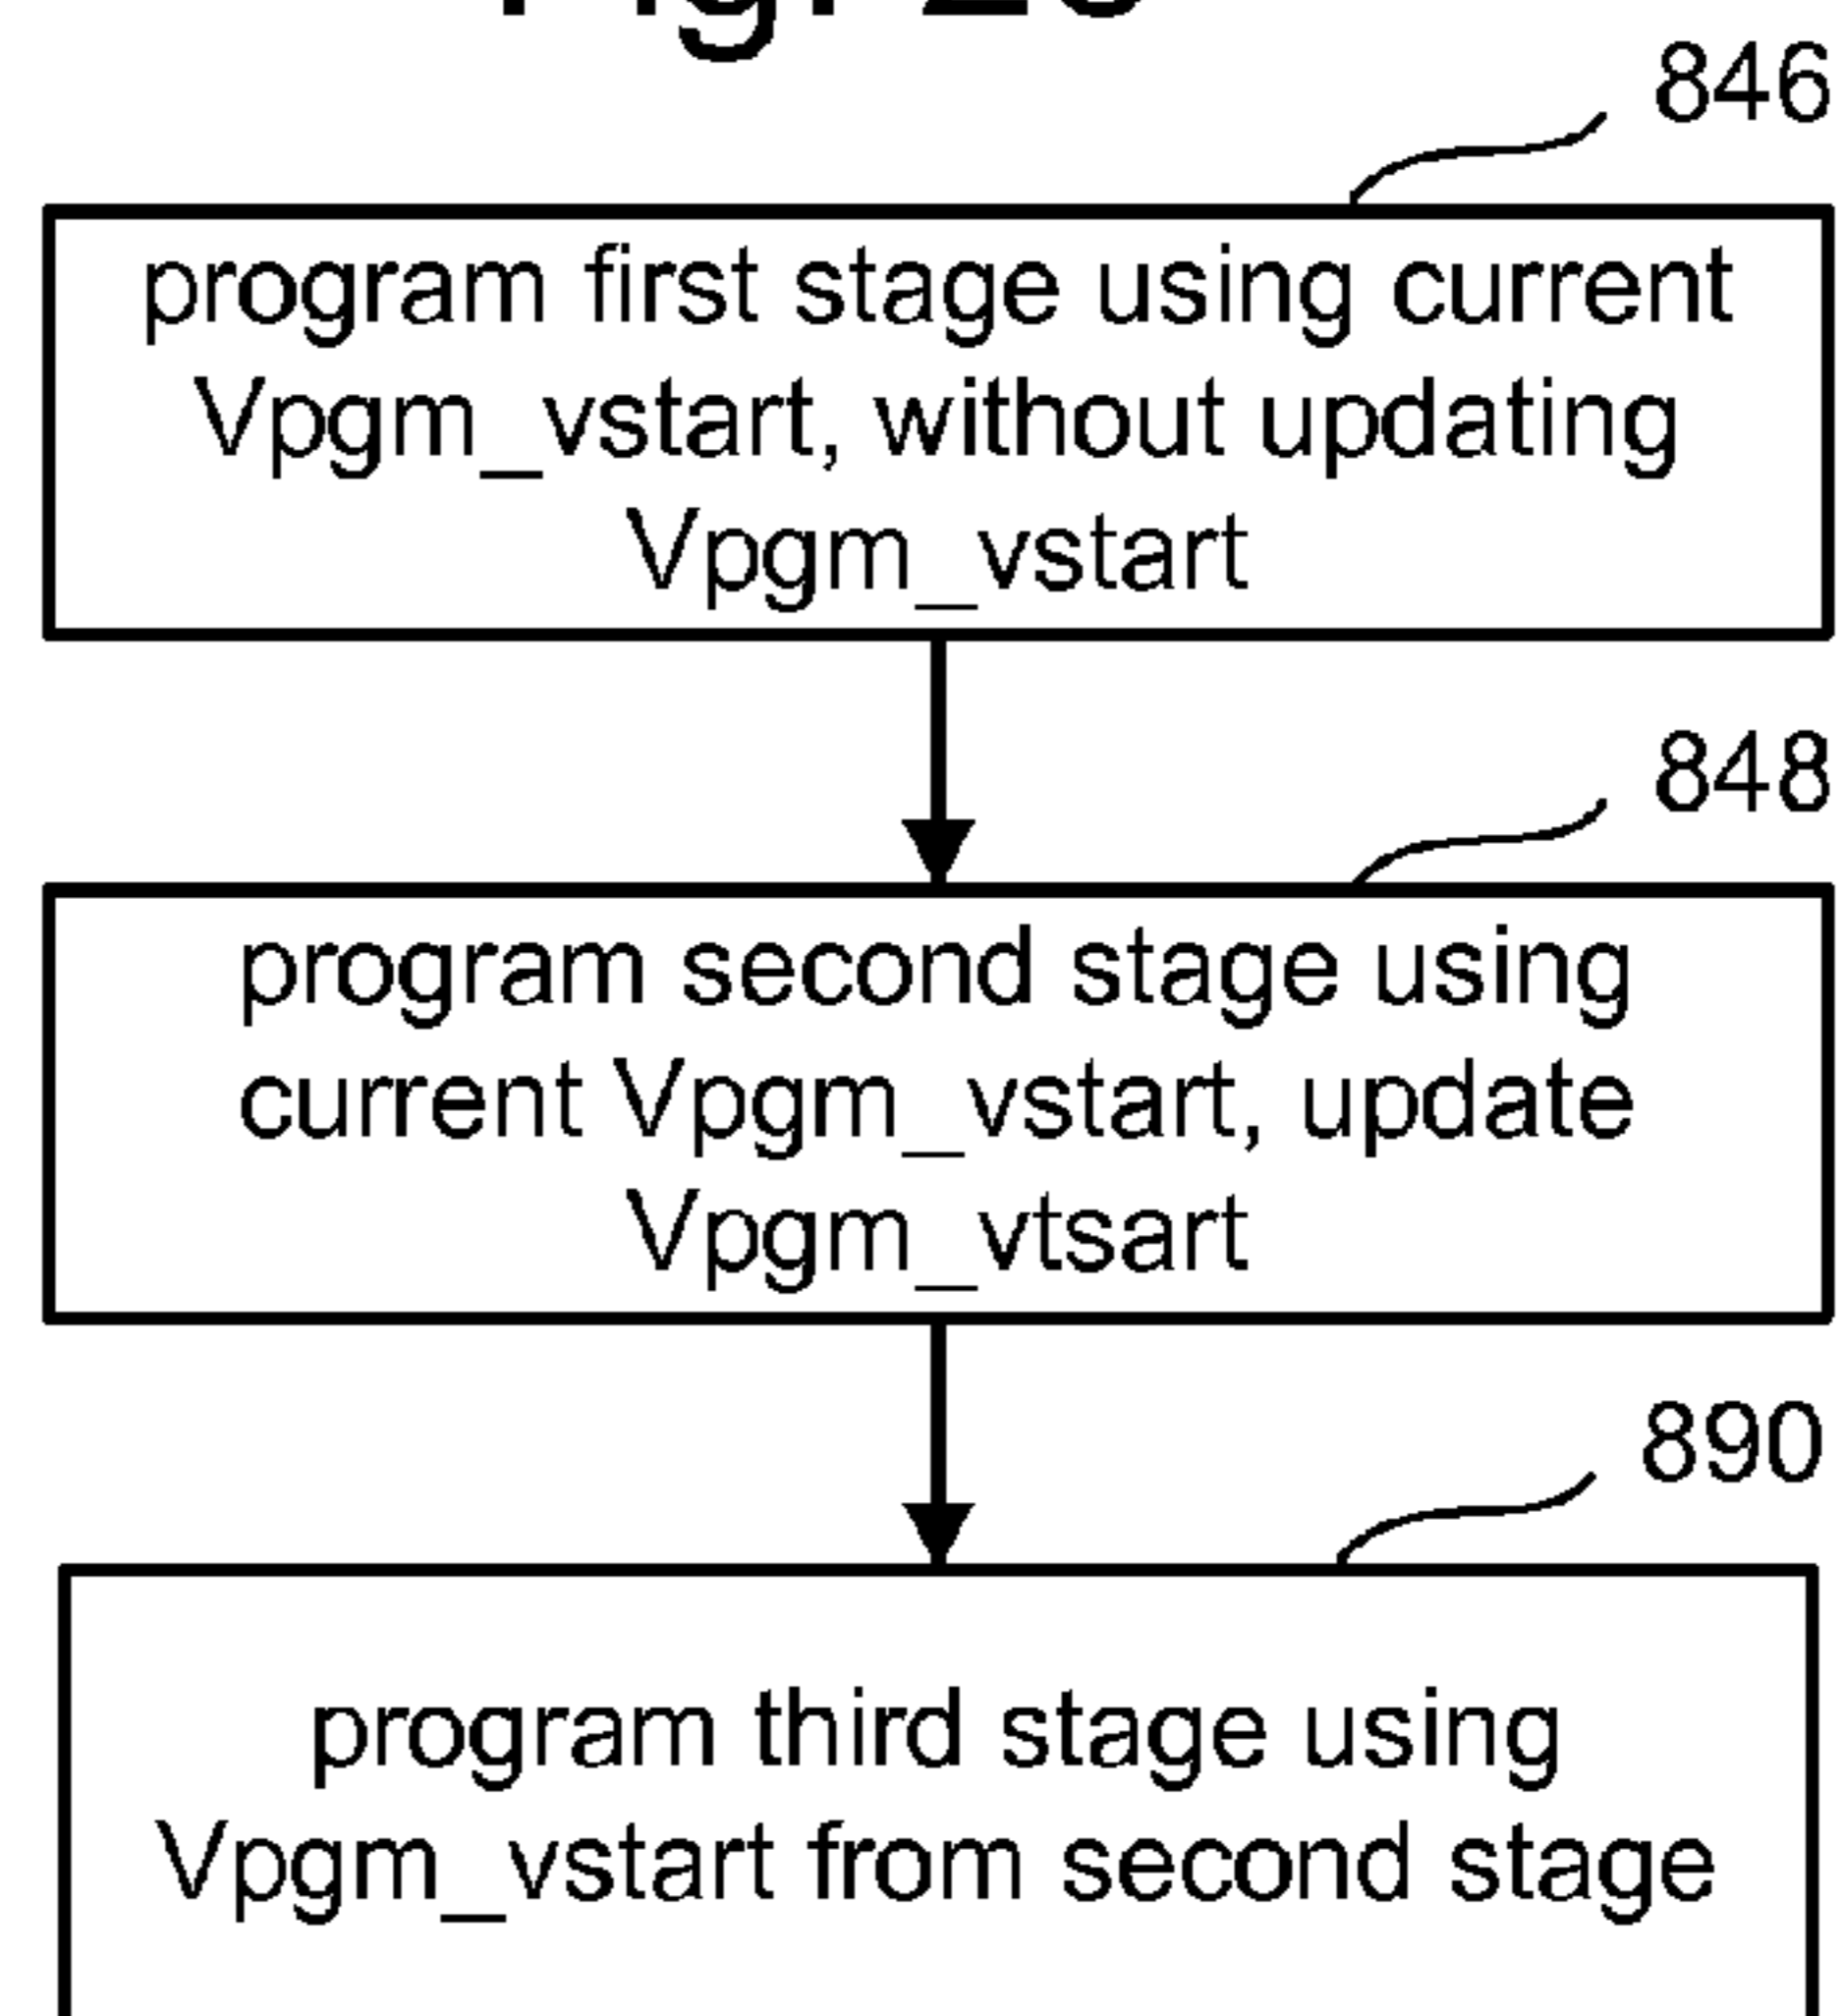 846
program first stage using current
Vpgm_vstart, without updating
Vpgm_vstart
848
program second stage using
current Vpgm_vstart, update
Vpgm_vtsart
890
program third stage using
Vpgm_vstart from second stage